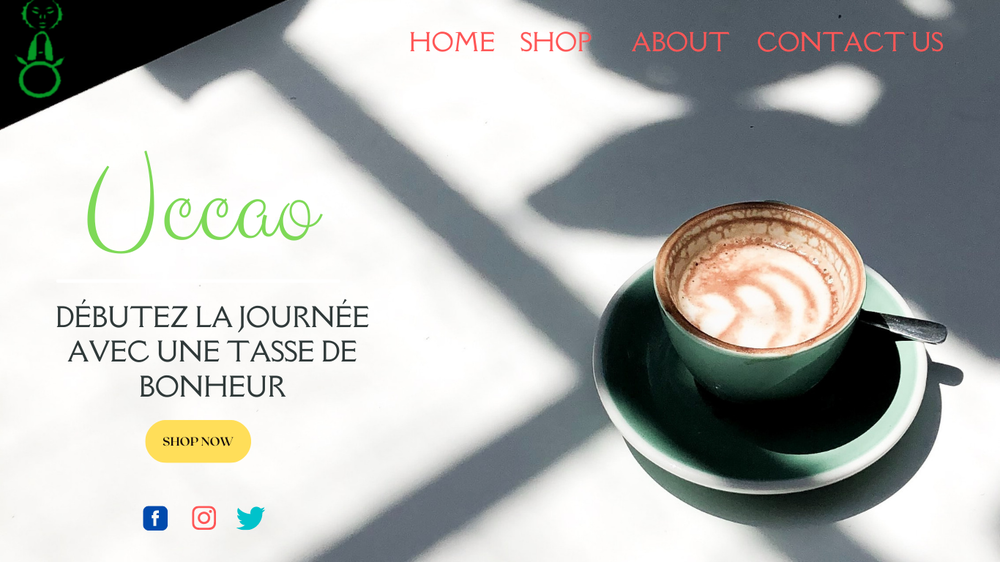 HOME SHOP ABOUT CONTACT US
Uccao
DÉBUTEZ LA JOURNÉE
AVEC UNE TASSE DE
BONHEUR
SHOP NOW